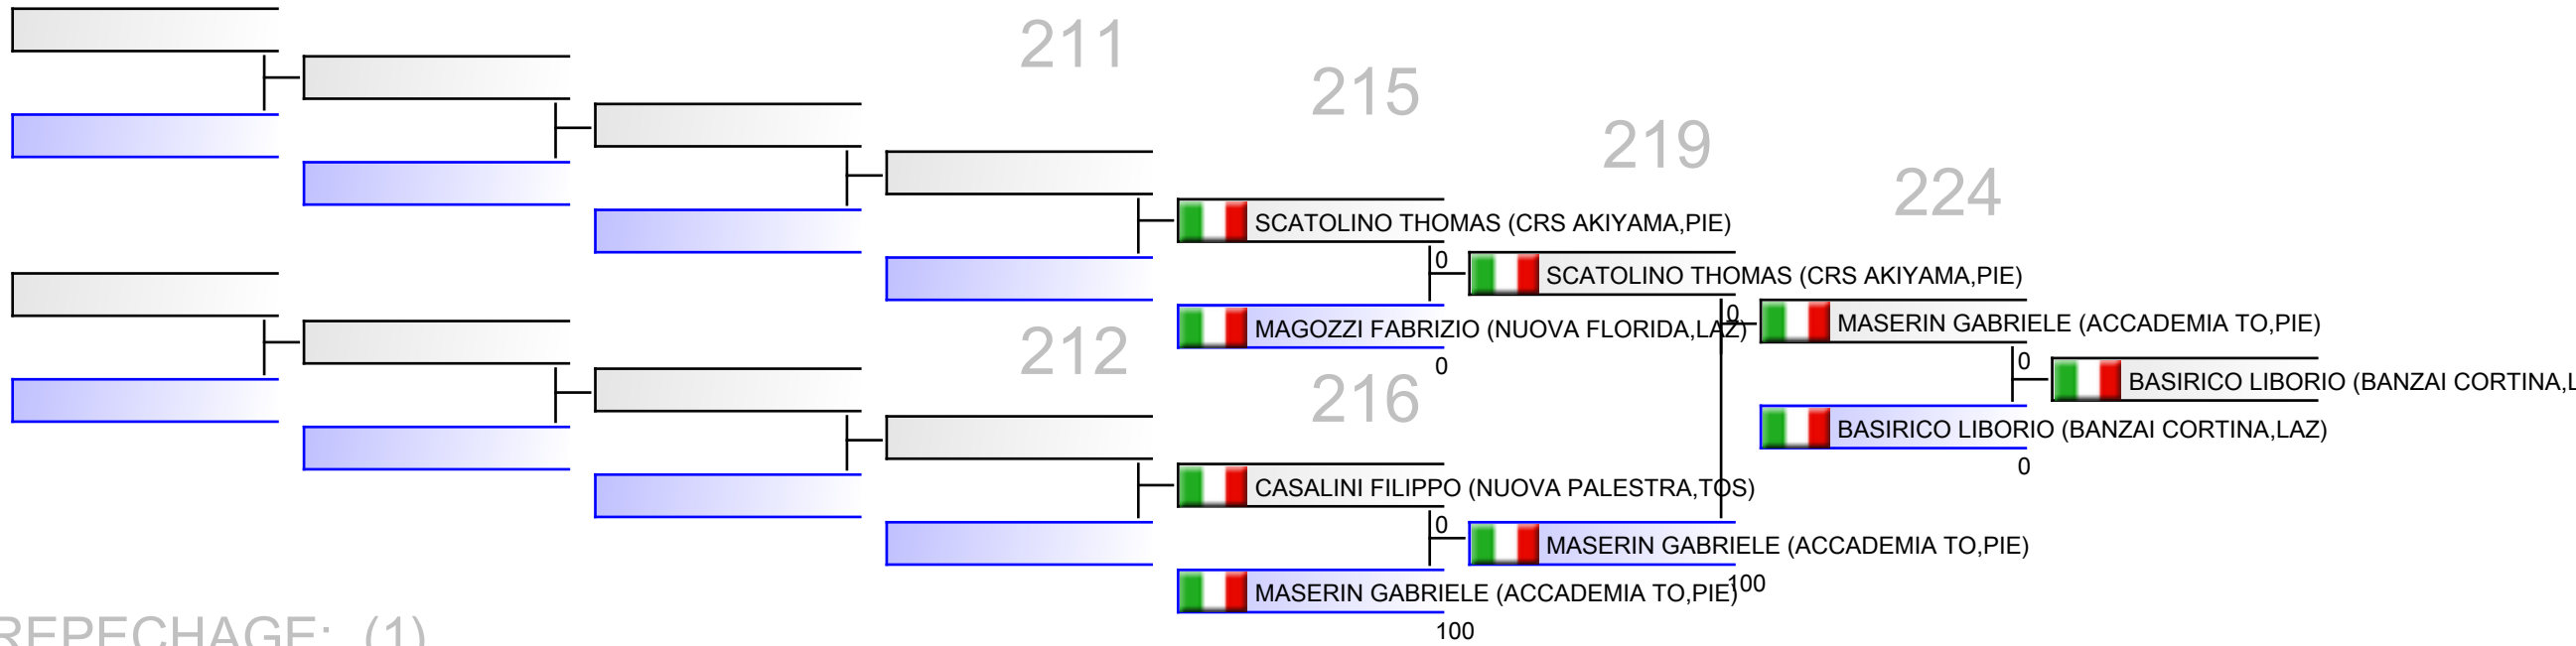 211
215
219
224
SCATOLINO THOMAS (CRS AKIYAMA,PIE)
0
SCATOLINO THOMAS (CRS AKIYAMA,PIE)
0
MAGOZZI FABRIZIO (NUOVA FLORIDA,LAZ)
0
MASERIN GABRIELE (ACCADEMIA TO,PIE)
0
BASIRICO LIBORIO (BANZAI CORTINA,L
BASIRICO LIBORIO (BANZAI CORTINA,LAZ)
0
212
216
CASALINI FILIPPO (NUOVA PALESTRA,TOS)
0
MASERIN GABRIELE (ACCADEMIA TO,PIE)
100
MASERIN GABRIELE (ACCADEMIA TO,PIE)
100
REPECHAGE: (1)